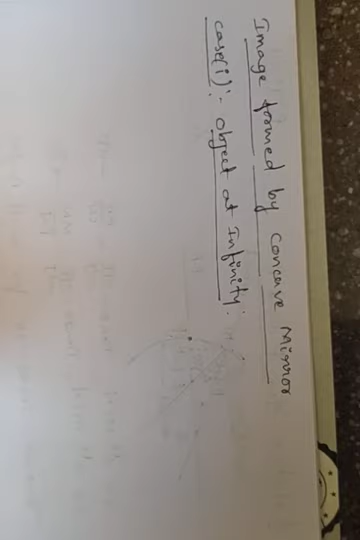 Image formed by Concave Mirror
case(i):- object at Infinity: